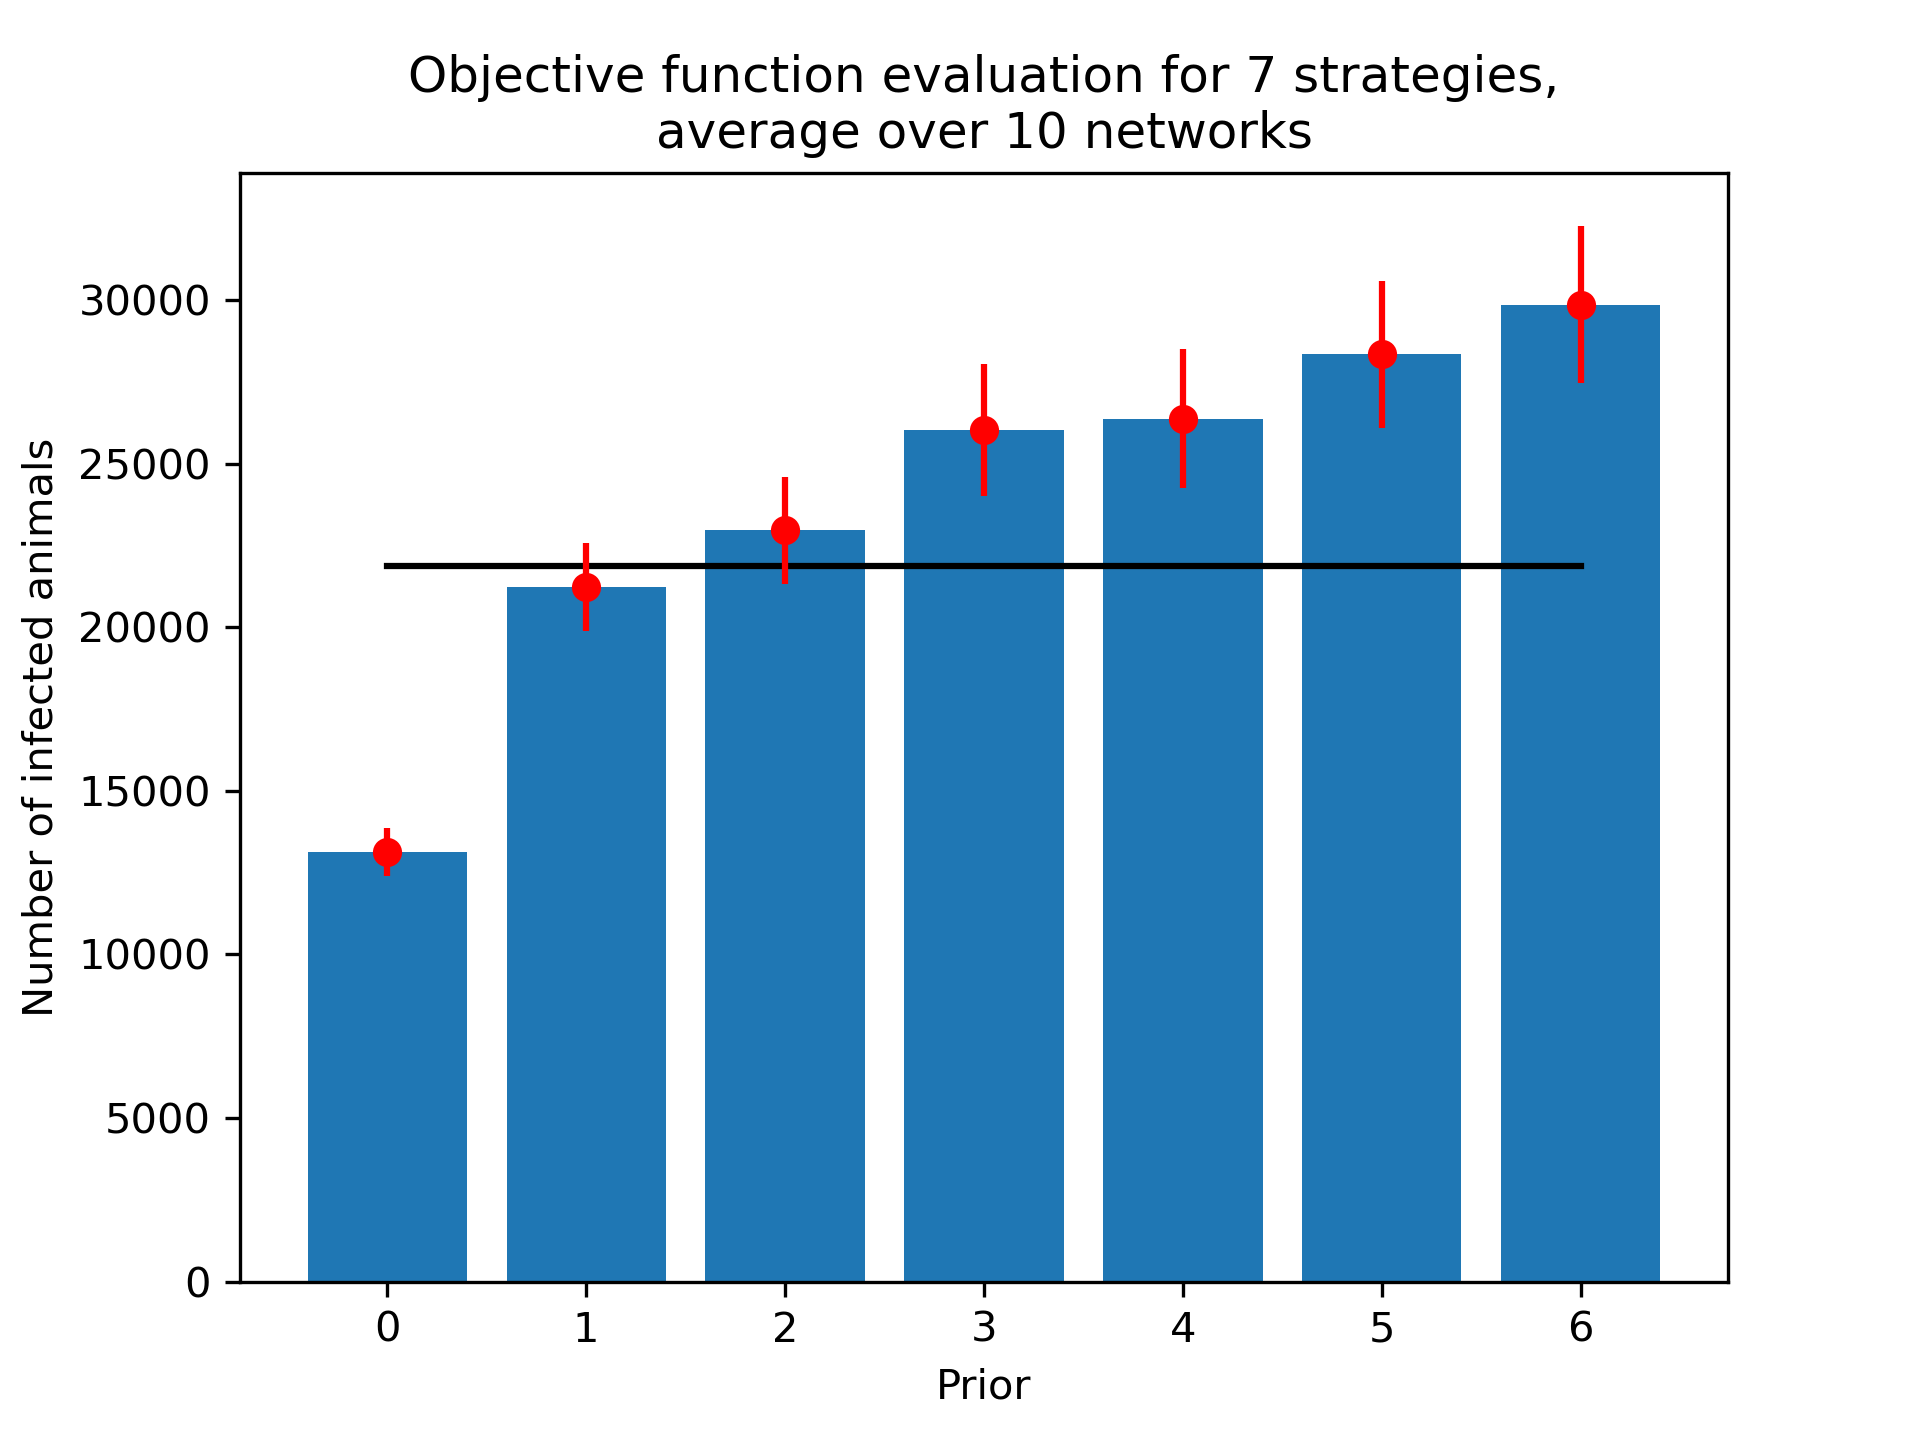 Objective function evaluation for 7 strategies,
average over 10 networks
Number of infected animals
30000
25000
20000
15000
10000
5000
0
0 1 2 3 4 5 6
Prior